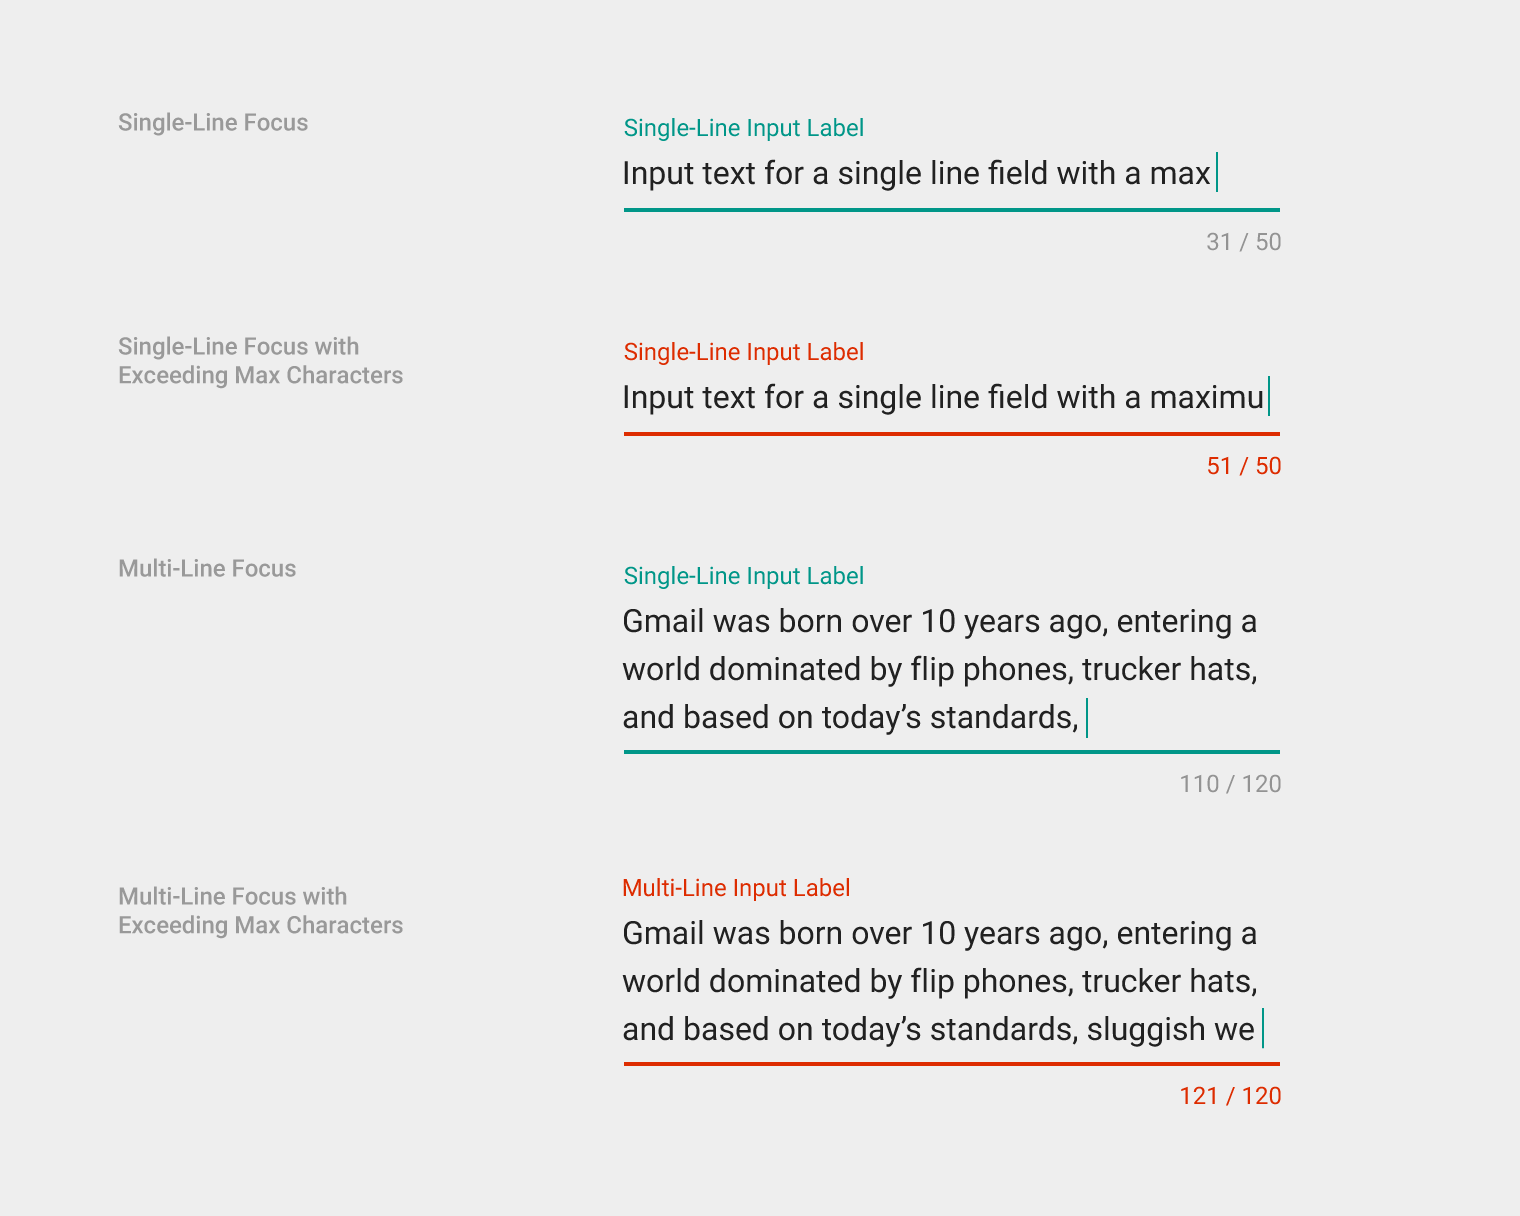 Single-Line Focus
Single-Line Input Label
Input text for a single line field with a max
31 / 50
Single-Line Focus with
Exceeding Max Characters
Single-Line Input Label
Input text for a single line field with a maximu
51 / 50
Multi-Line Focus
Single-Line Input Label
Gmail was born over 10 years ago, entering a
world dominated by flip phones, trucker hats,
and based on today’s standards,
110 / 120
Multi-Line Focus with
Exceeding Max Characters
Multi-Line Input Label
Gmail was born over 10 years ago, entering a
world dominated by flip phones, trucker hats,
and based on today’s standards, sluggish we
121 / 120